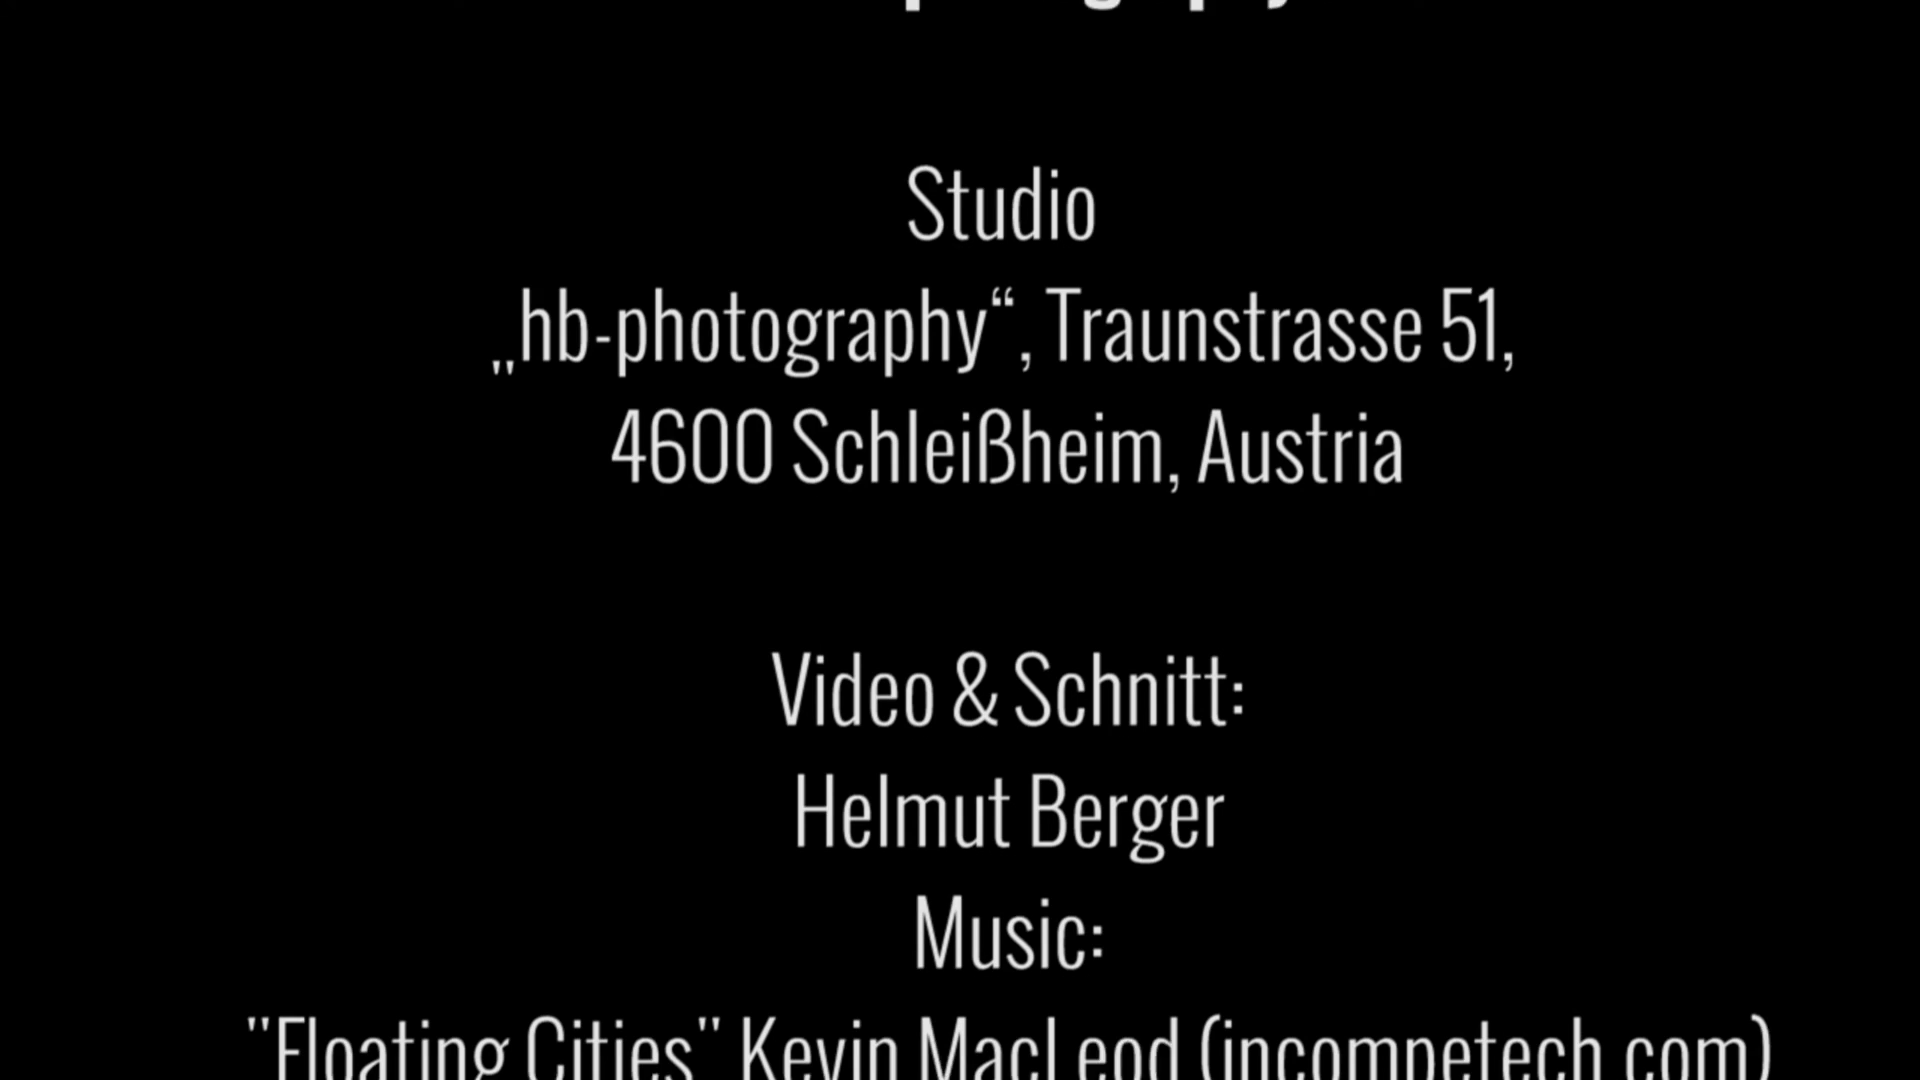 Studio
„hb-photography“, Traunstrasse 51,
4600 Schleißheim, Austria
Video & Schnitt:
Helmut Berger
Music:
"Floating Cities" Kevin MacLeod (incompetech.com)